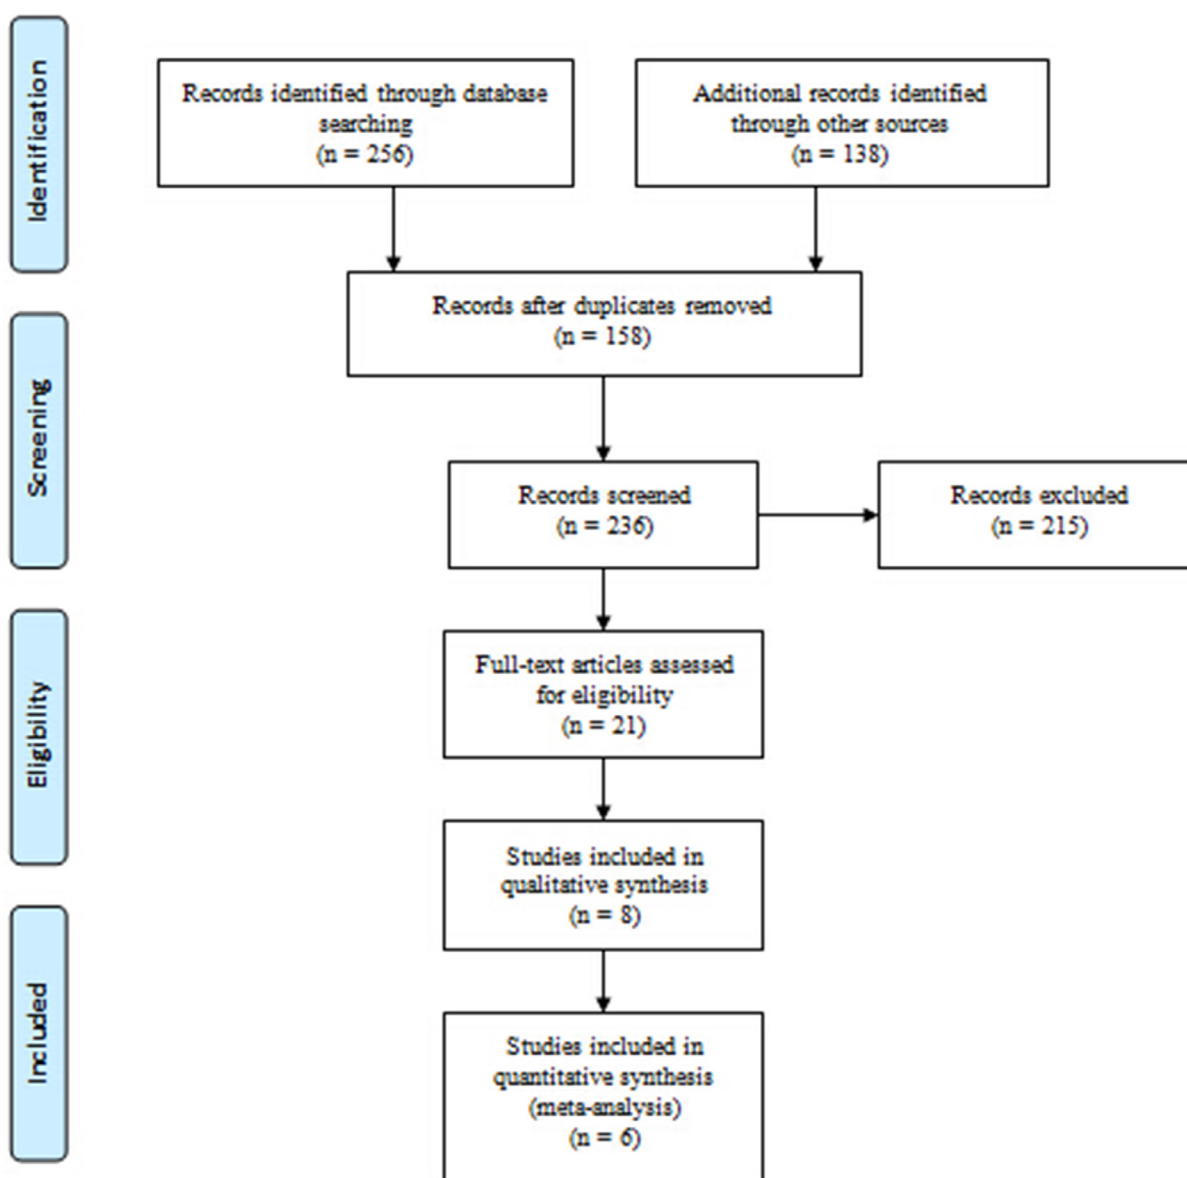 Identification
Records identified through database
searching
(n = 256)
Additional records identified
through other sources
(n = 138)
Records after duplicates removed
(n = 158)
Screening
Records screened
(n = 236)
Records excluded
(n = 215)
Eligibility
Full-text articles assessed
for eligibility
(n = 21)
Studies included in
qualitative synthesis
(n = 8)
Included
Studies included in
quantitative synthesis
(meta-analysis)
(n = 6)